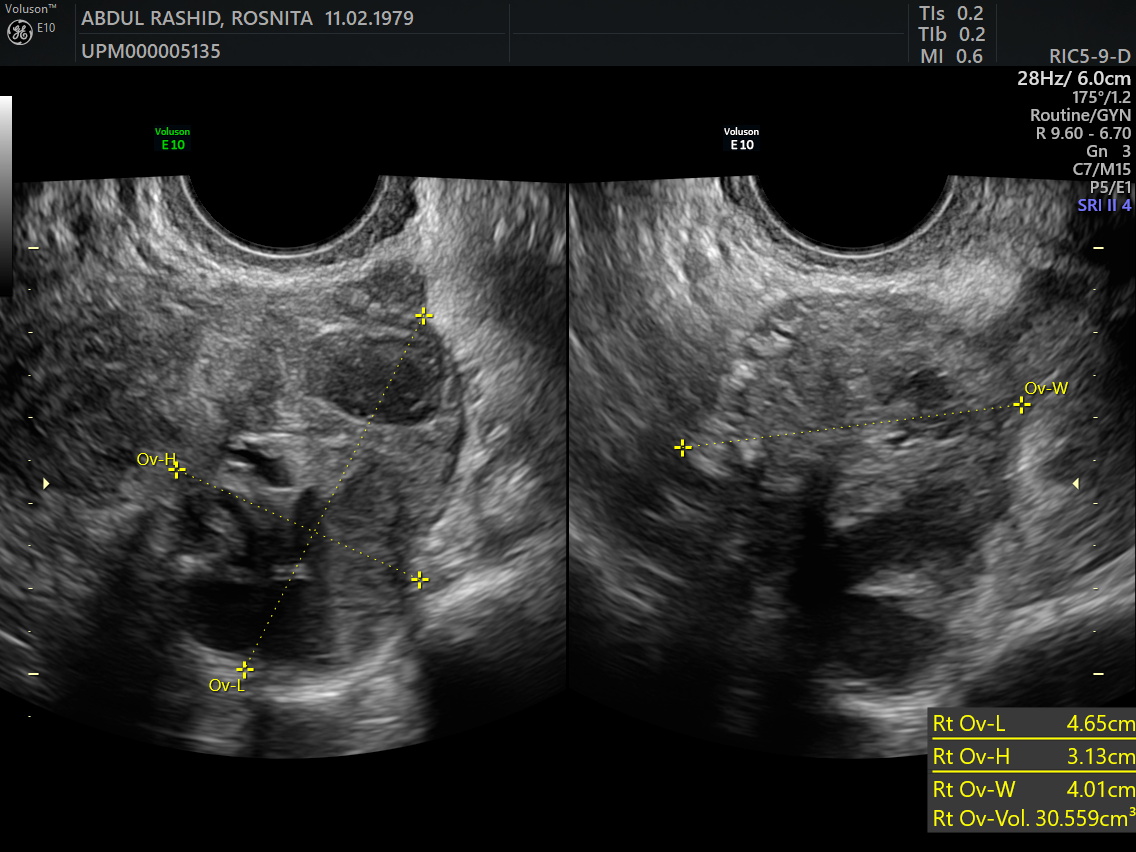 Voluson™
E10
ABDUL RASHID, ROSNITA 11.02.1979
UPM000005135
TIs 0.2
TIb 0.2
MI 0.6
RIC5-9-D
28Hz/ 6.0cm
175°/1.2
Routine/GYN
R 9.60 - 6.70
Gn 3
C7/M15
P5/E1
SRI II 4
Voluson
E10
Voluson
E10
Ov-W
Ov-H
Ov-L
Rt Ov-L 4.65cm
Rt Ov-H 3.13cm
Rt Ov-W 4.01cm
Rt Ov-Vol. 30.559cm³